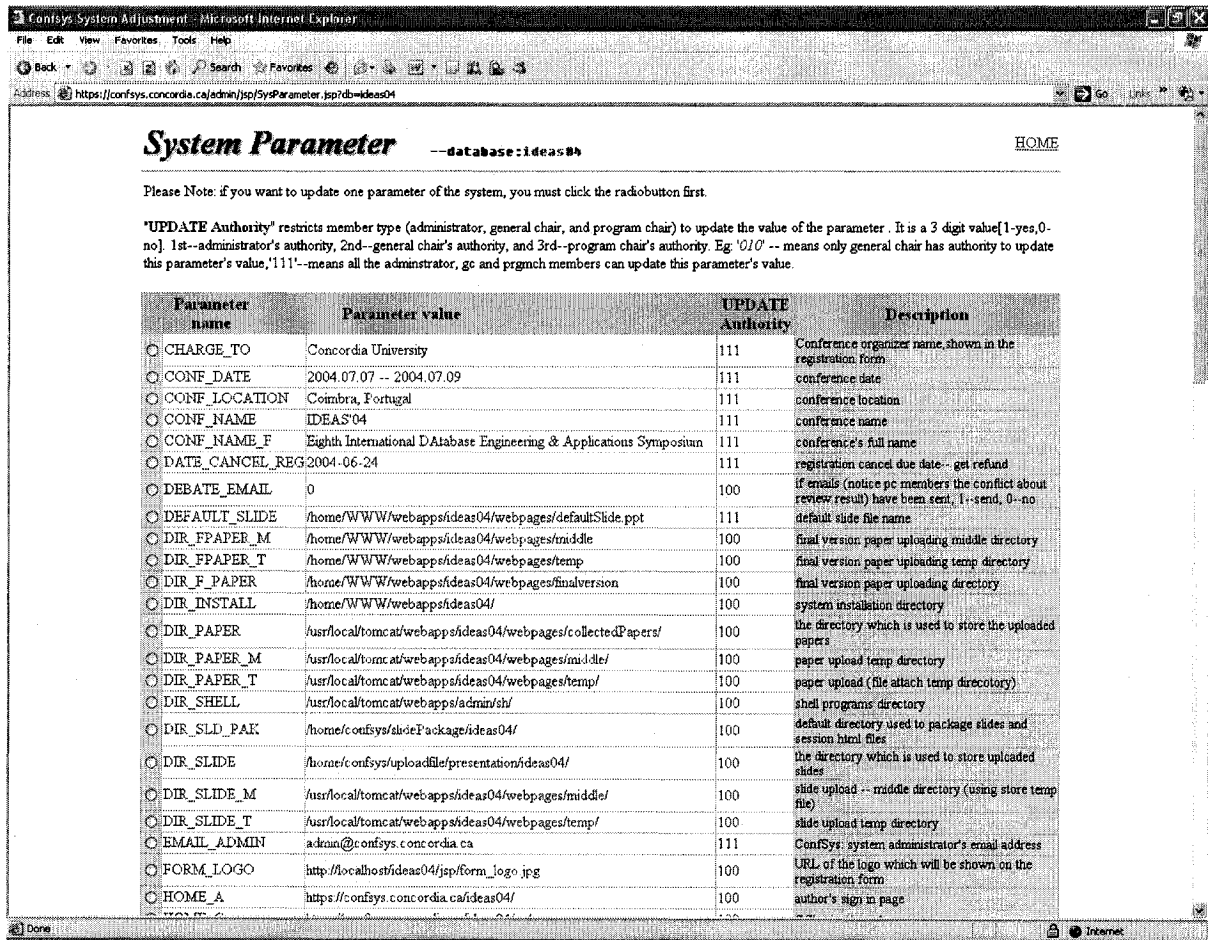 Confsys System Adjustment - Microsoft Internet Explorer
File Edit View Favorites Tools Help
Back Search Favorites
Address https://confsys.concordia.ca/admin/jsp/SysParameter.jsp?db=ideas04 Go Links »
System Parameter --database:ideas04 HOME
Please Note: if you want to update one parameter of the system, you must click the radiobutton first.
"UPDATE Authority" restricts member type (administrator, general chair, and program chair) to update the value of the parameter . It is a 3 digit value[1-yes,0-
no]. 1st--administrator's authority, 2nd--general chair's authority, and 3rd--program chair's authority. Eg: '010' -- means only general chair has authority to update
this parameter's value,'111'--means all the adminstrator, gc and prgmch members can update this parameter's value.
Parameter name Parameter value UPDATE Authority Description
CHARGE_TO Concordia University 111 Conference organizer name,shown in the registration form
CONF_DATE 2004.07.07 -- 2004.07.09 111 conference date
CONF_LOCATION Coimbra, Portugal 111 conference location
CONF_NAME IDEAS'04 111 conference name
CONF_NAME_F Eighth International DAtabase Engineering & Applications Symposium 111 conference's full name
DATE_CANCEL_REG 2004-06-24 111 registration cancel due date-- get refund
DEBATE_EMAIL 0 100 if emails (notice pc members the conflict about review result) have been sent, 1--send, 0--no
DEFAULT_SLIDE /home/WWW/webapps/ideas04/webpages/defaultSlide.ppt 111 default slide file name
DIR_FPAPER_M /home/WWW/webapps/ideas04/webpages/middle 100 final version paper uploading middle directory
DIR_FPAPER_T /home/WWW/webapps/ideas04/webpages/temp 100 final version paper uploading temp directory
DIR_F_PAPER /home/WWW/webapps/ideas04/webpages/finalversion 100 final version paper uploading directory
DIR_INSTALL /home/WWW/webapps/ideas04/ 100 system installation directory
DIR_PAPER /usr/local/tomcat/webapps/ideas04/webpages/collectedPapers/ 100 the directory which is used to store the uploaded papers
DIR_PAPER_M /usr/local/tomcat/webapps/ideas04/webpages/middle/ 100 paper upload temp directory
DIR_PAPER_T /usr/local/tomcat/webapps/ideas04/webpages/temp/ 100 paper upload (file attach temp direcotory)
DIR_SHELL /usr/local/tomcat/webapps/admin/sh/ 100 shell programs directory
DIR_SLD_PAK /home/confsys/slidePackage/ideas04/ 100 default directory used to package slides and session html files
DIR_SLIDE /home/confsys/uploadfile/presentation/ideas04/ 100 the directory which is used to store uploaded slides
DIR_SLIDE_M /usr/local/tomcat/webapps/ideas04/webpages/middle/ 100 slide upload -- middle directory (using store temp file)
DIR_SLIDE_T /usr/local/tomcat/webapps/ideas04/webpages/temp/ 100 slide upload temp directory
EMAIL_ADMIN admin@confsys.concordia.ca 111 ConfSys: system administrator's email address
FORM_LOGO http://localhost/ideas04/jsp/form_logo.jpg 100 URL of the logo which will be shown on the registration form
HOME_A https://confsys.concordia.ca/ideas04/ 100 author's sign in page
Done Internet